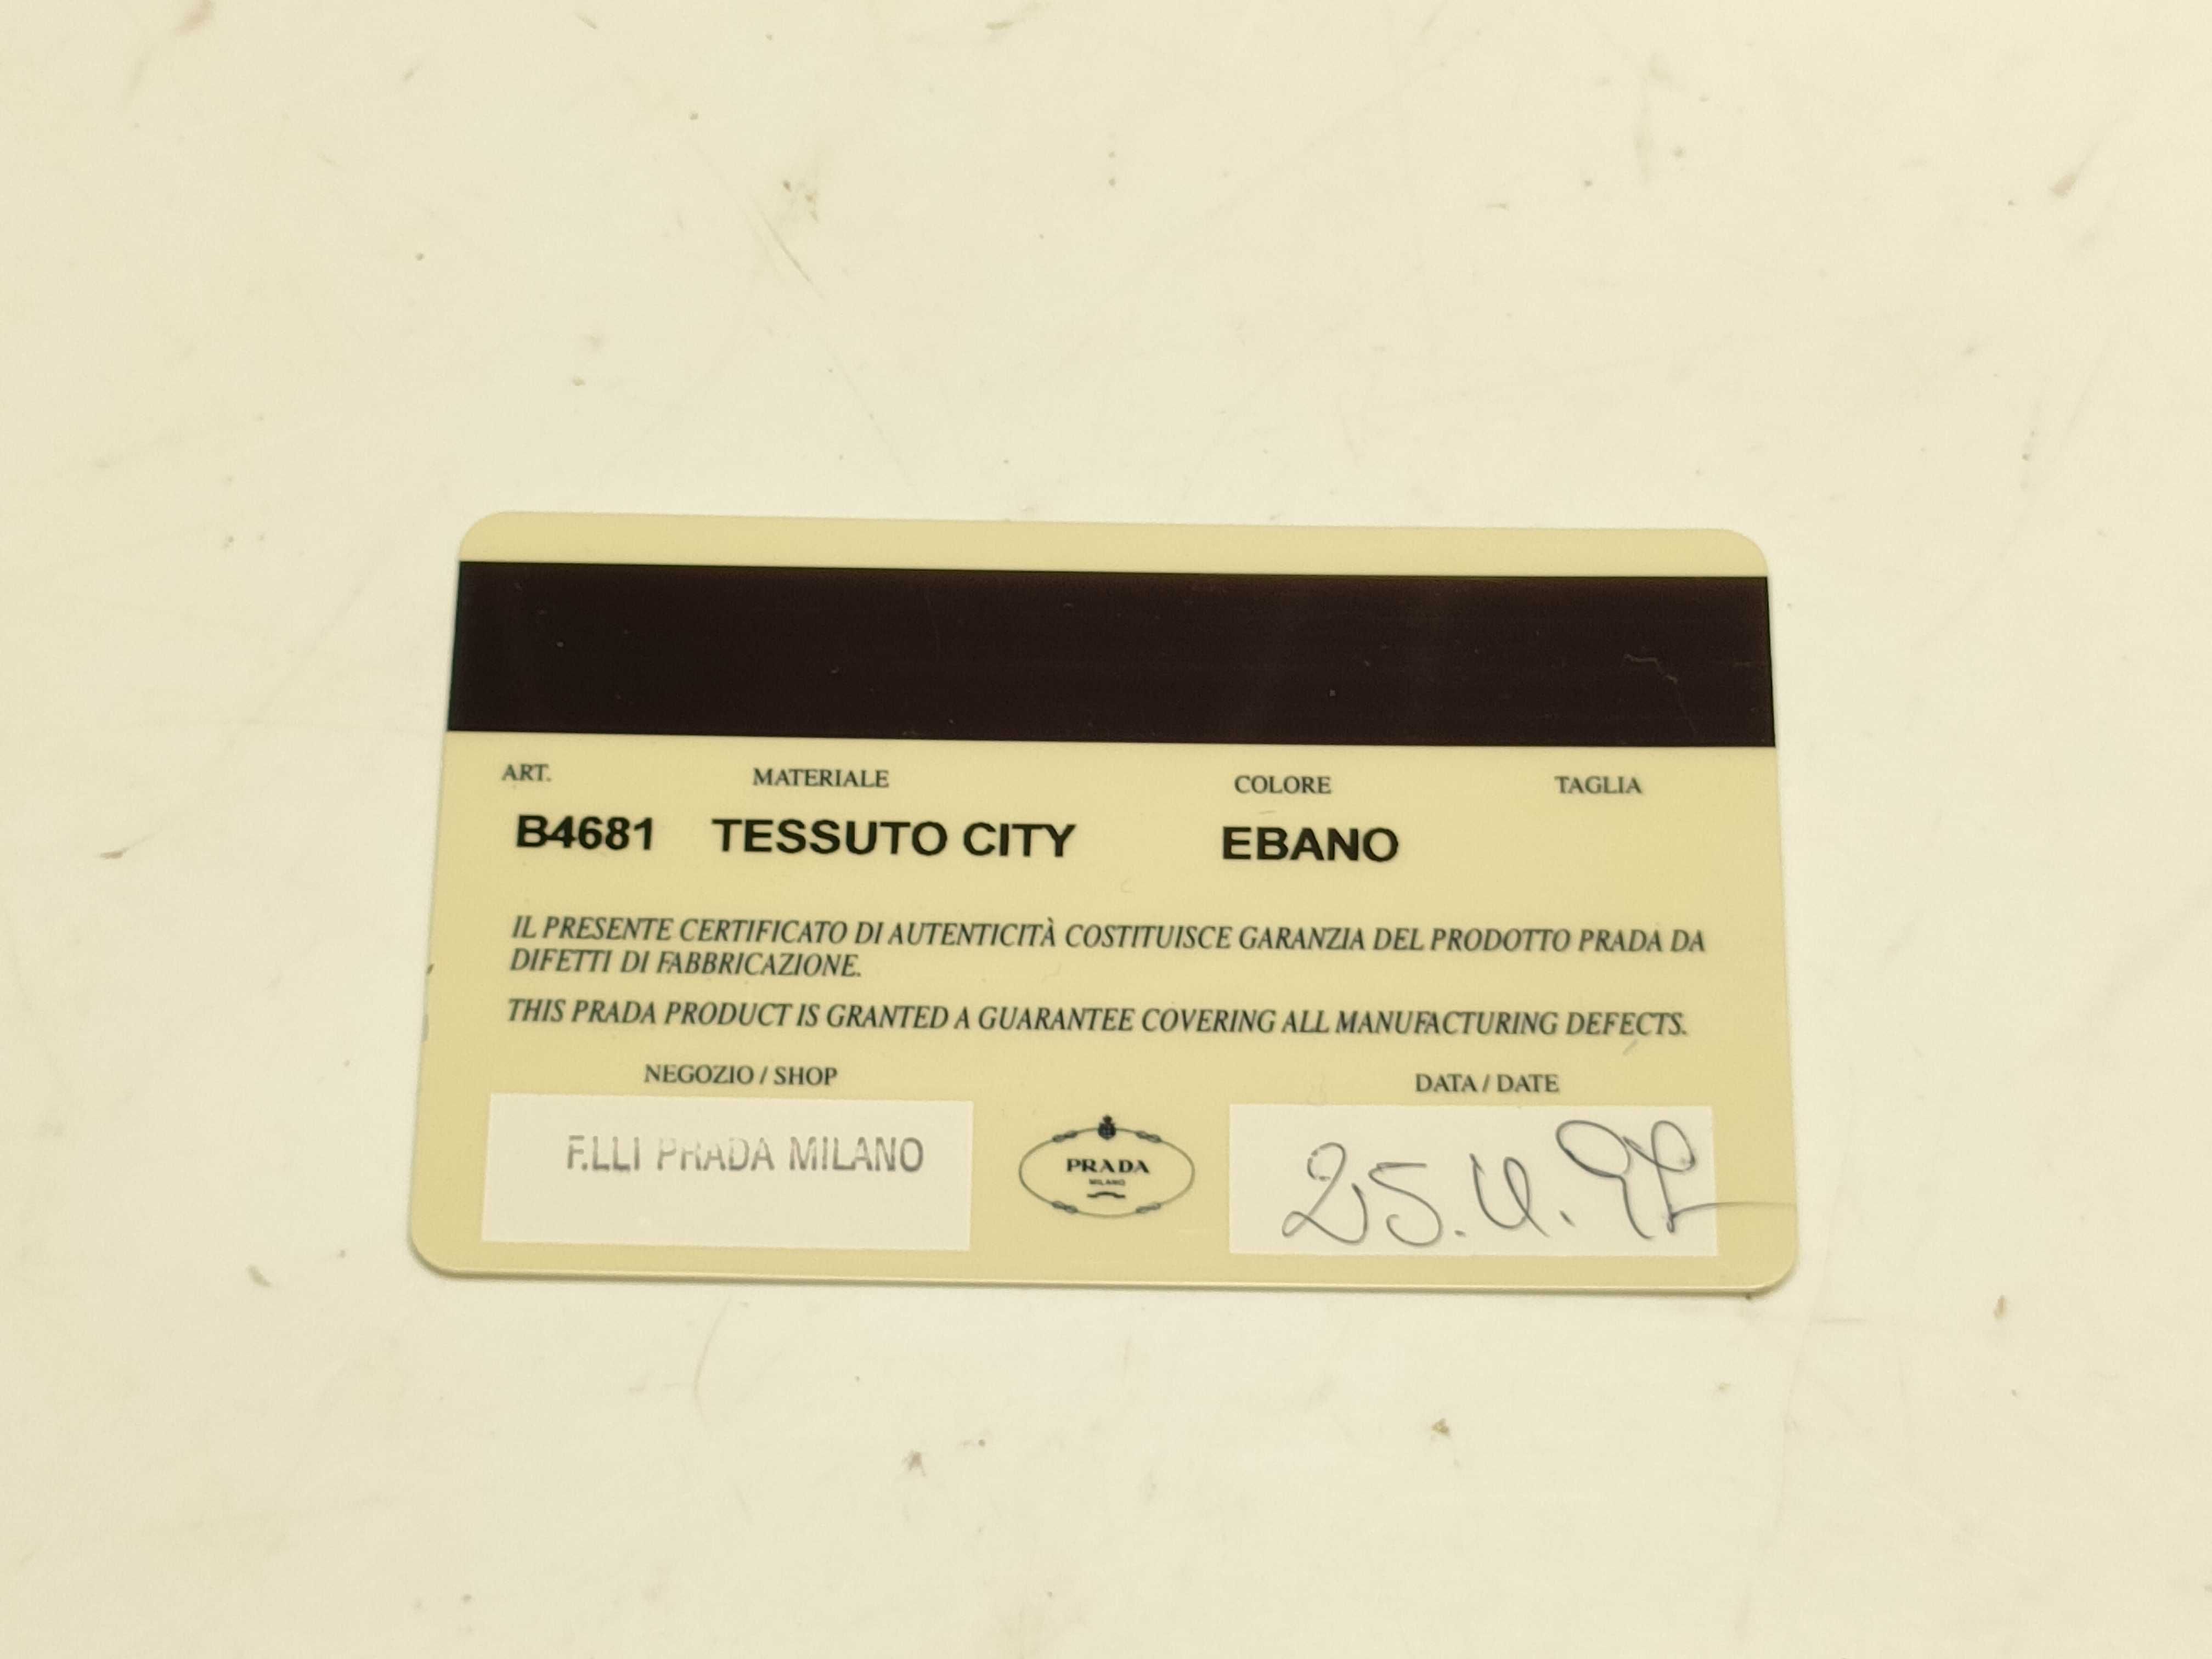 ART. MATERIALE COLORE TAGLIA
B4681 TESSUTO CITY EBANO
IL PRESENTE CERTIFICATO DI AUTENTICITÀ COSTITUISCE GARANZIA DEL PRODOTTO PRADA DA
DIFETTI DI FABBRICAZIONE.
THIS PRADA PRODUCT IS GRANTED A GUARANTEE COVERING ALL MANUFACTURING DEFECTS.
NEGOZIO / SHOP DATA / DATE
F.LLI PRADA MILANO
PRADA
MILANO